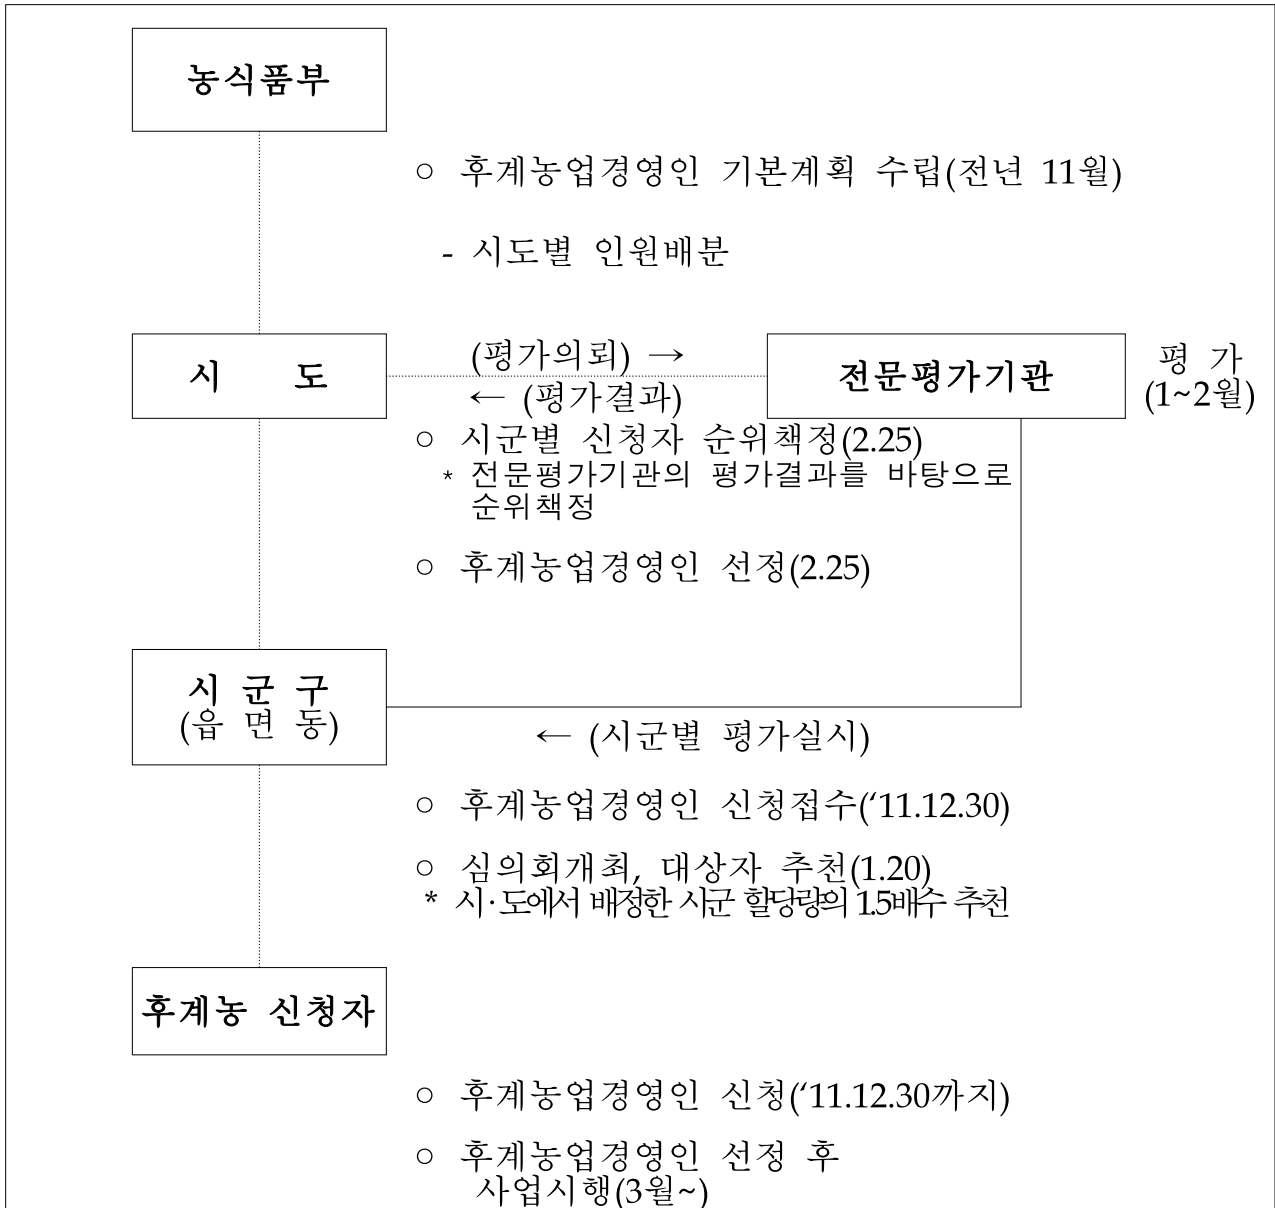 농식품부
○ 후계농업경영인 기본계획 수립(전년 11월)
- 시도별 인원배분
시 도
(평가의뢰) →
← (평가결과)
전문평가기관
평 가
(1~2월)
○ 시군별 신청자 순위책정(2.25)
* 전문평가기관의 평가결과를 바탕으로
순위책정
○ 후계농업경영인 선정(2.25)
시 군 구
(읍 면 동)
← (시군별 평가실시)
○ 후계농업경영인 신청접수(‘11.12.30)
○ 심의회개최, 대상자 추천(1.20)
* 시·도에서 배정한 시군 할당량의 1.5배수 추천
후계농 신청자
○ 후계농업경영인 신청(‘11.12.30까지)
○ 후계농업경영인 선정 후
사업시행(3월~)